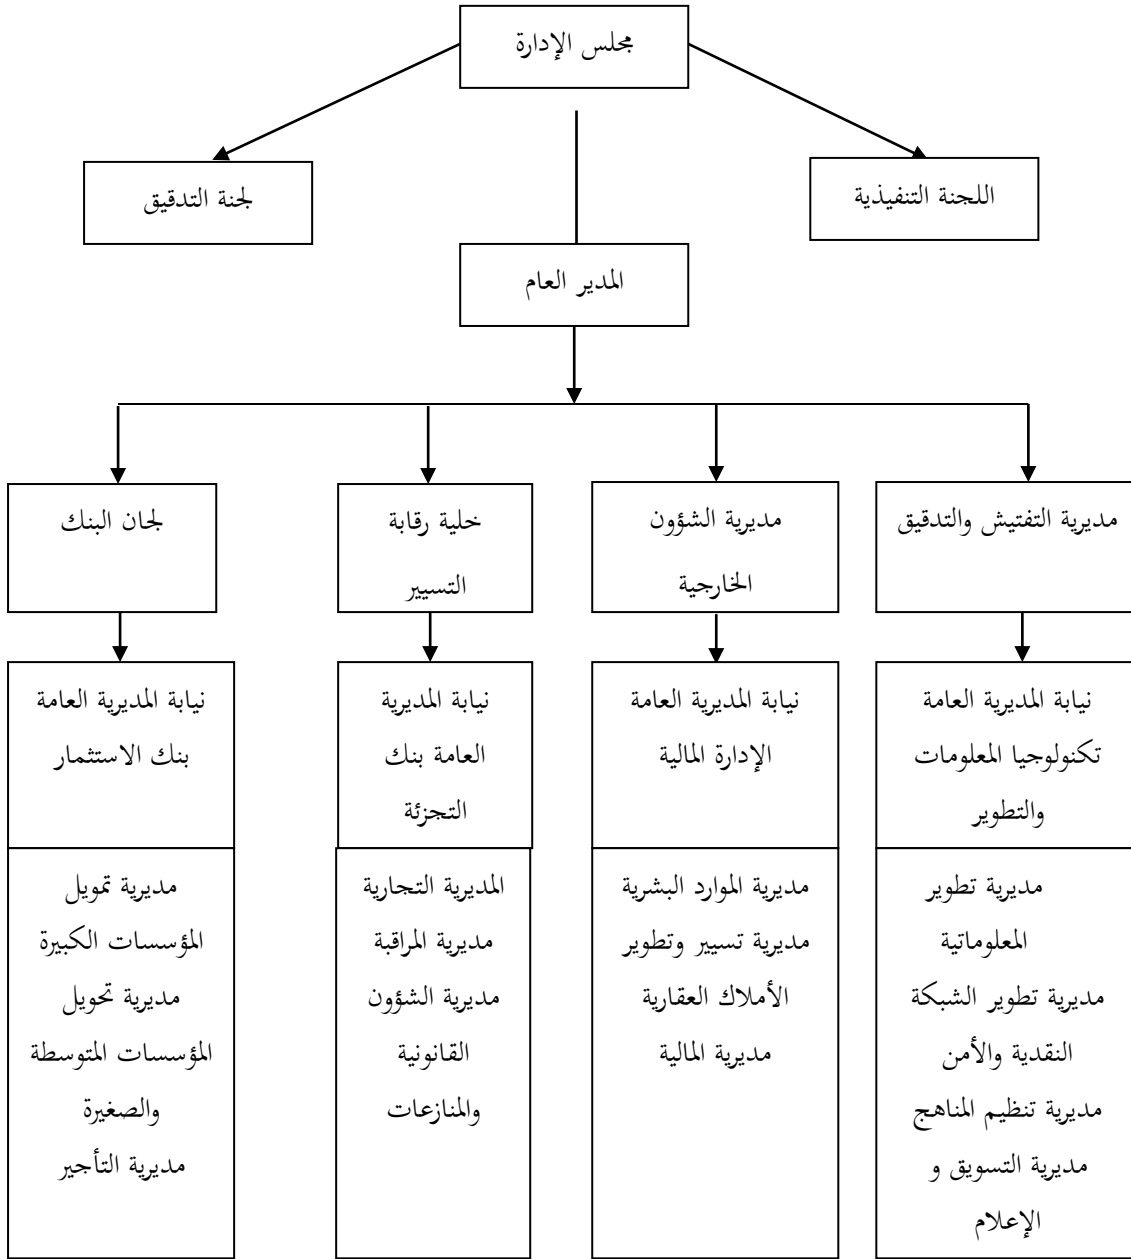 مجلس الإدارة
اللجنة التنفيذية
لجنة التدقيق
المدير العام
مديرية التفتيش والتدقيق
مديرية الشؤون
الخارجية
خلية رقابة
التسيير
لجان البنك
نيابة المديرية العامة
تكنولوجيا المعلومات
والتطوير
نيابة المديرية العامة
الإدارة المالية
نيابة المديرية
العامة بنك
التجزئة
نيابة المديرية العامة
بنك الاستثمار
مديرية تطوير
المعلوماتية
مديرية تطوير الشبكة
النقدية والأمن
مديرية تنظيم المناهج
مديرية التسويق و
الإعلام
مديرية الموارد البشرية
مديرية تسيير وتطوير
الأملاك العقارية
مديرية المالية
المديرية التجارية
مديرية المراقبة
مديرية الشؤون
القانونية
والمنازعات
مديرية تمويل
المؤسسات الكبيرة
مديرية تحويل
المؤسسات المتوسطة
والصغيرة
مديرية التأجير